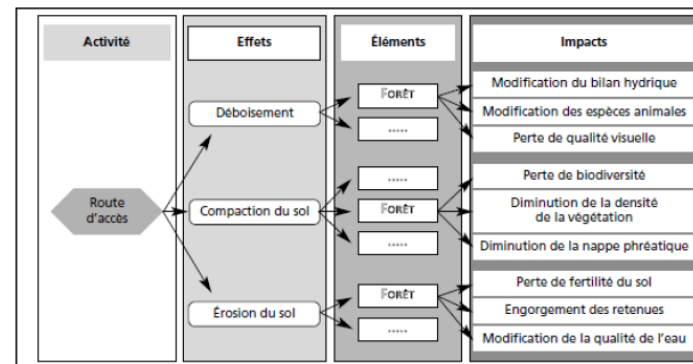 Activité
Effets
Éléments
Impacts
Route
d'accès
Déboisement
Compaction du sol
Érosion du sol
FORÊT
.....
.....
FORÊT
.....
FORÊT
.....
Modification du bilan hydrique
Modification des espèces animales
Perte de qualité visuelle
Perte de biodiversité
Diminution de la densité
de la végétation
Diminution de la nappe phréatique
Perte de fertilité du sol
Engorgement des retenues
Modification de la qualité de l'eau